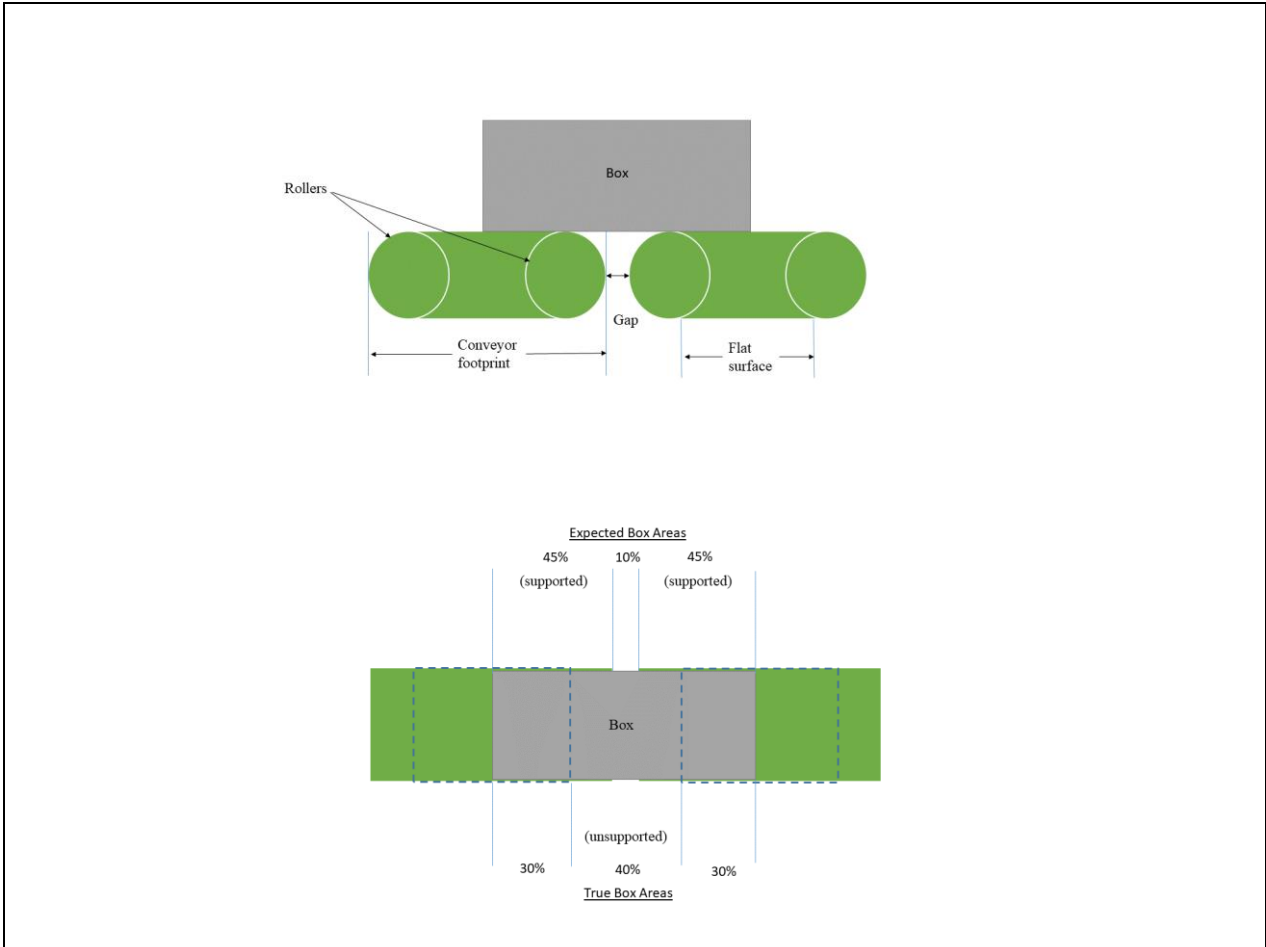 Box
Rollers
Gap
Conveyor
footprint
Flat
surface
Expected Box Areas
45% 10% 45%
(supported) (supported)
Box
(unsupported)
30% 40% 30%
True Box Areas